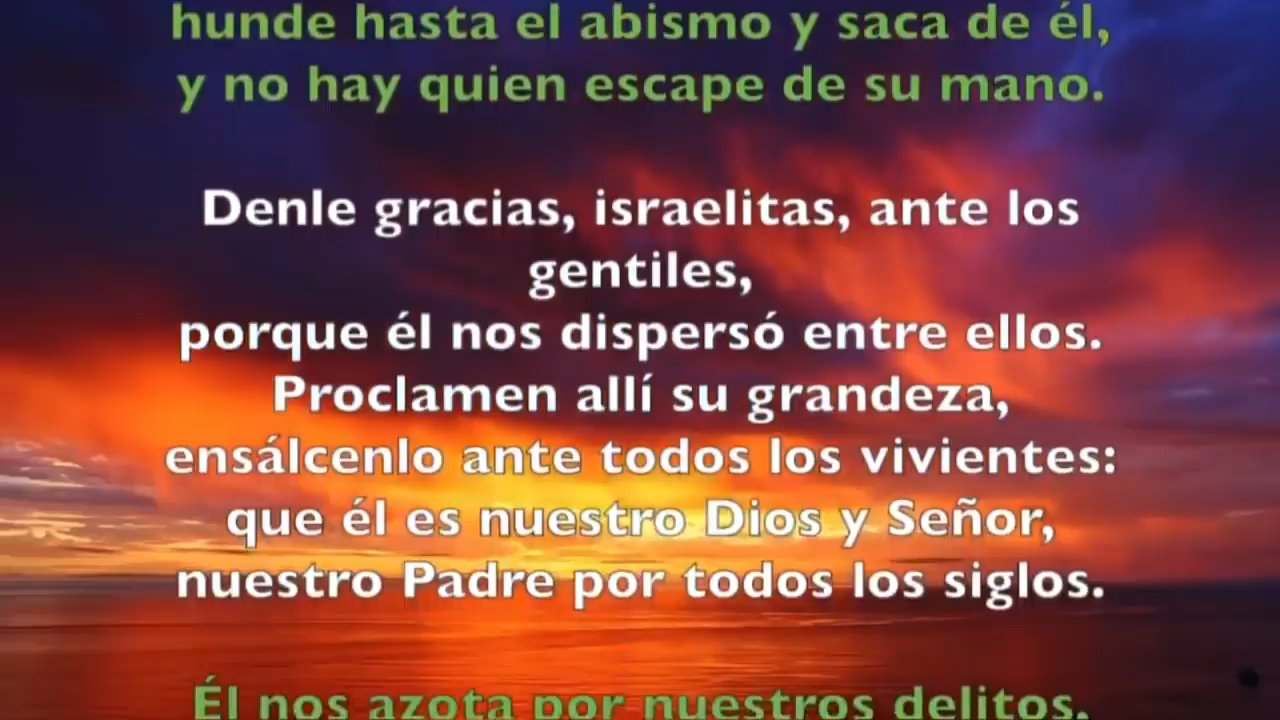 hunde hasta el abismo y saca de él,
y no hay quien escape de su mano.
Denle gracias, israelitas, ante los
gentiles,
porque él nos dispersó entre ellos.
Proclamen allí su grandeza,
ensálcenlo ante todos los vivientes:
que él es nuestro Dios y Señor,
nuestro Padre por todos los siglos.
Él nos azota por nuestros delitos,